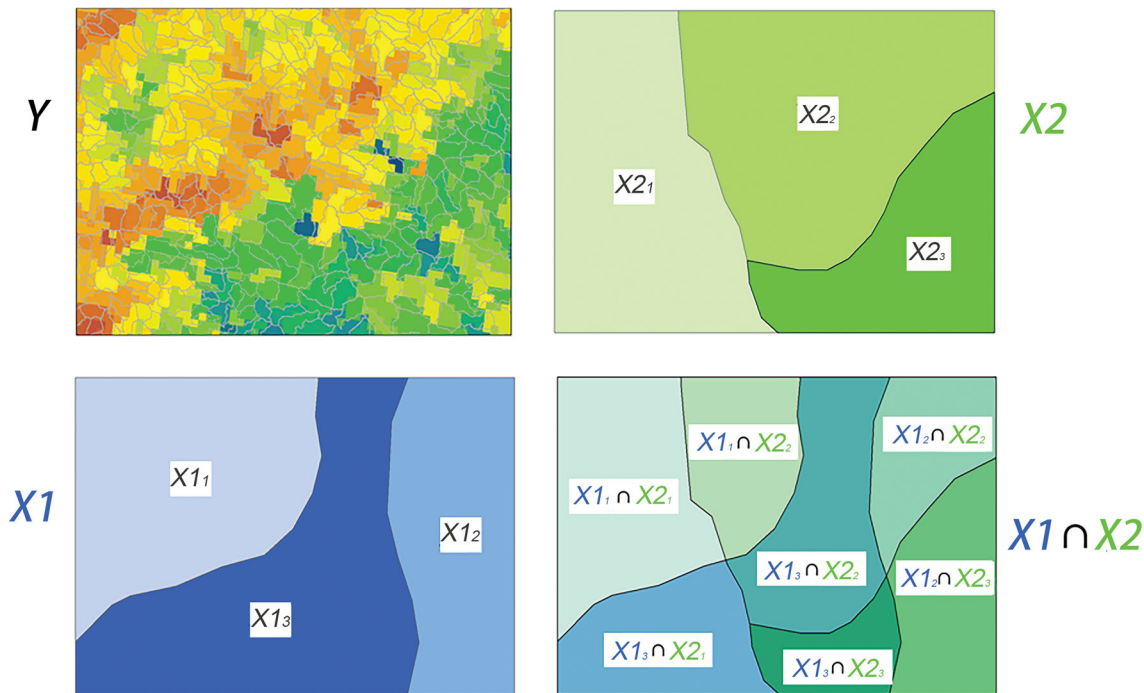 Y
X2₂
X2₁
X2₃
X2
X1
X1₁
X1₂
X1₃
X1₁ ∩ X2₂
X1₂ ∩ X2₂
X1₁ ∩ X2₁
X1₃ ∩ X2₂
X1₂ ∩ X2₃
X1₃ ∩ X2₁
X1₃ ∩ X2₃
X1 ∩ X2